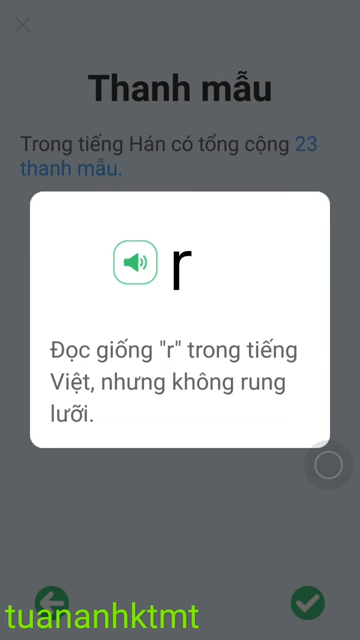 Thanh mẫu
Trong tiếng Hán có tổng cộng 23
thanh mẫu.
r
Đọc giống "r" trong tiếng
Việt, nhưng không rung
lưỡi.
tuananhktmt